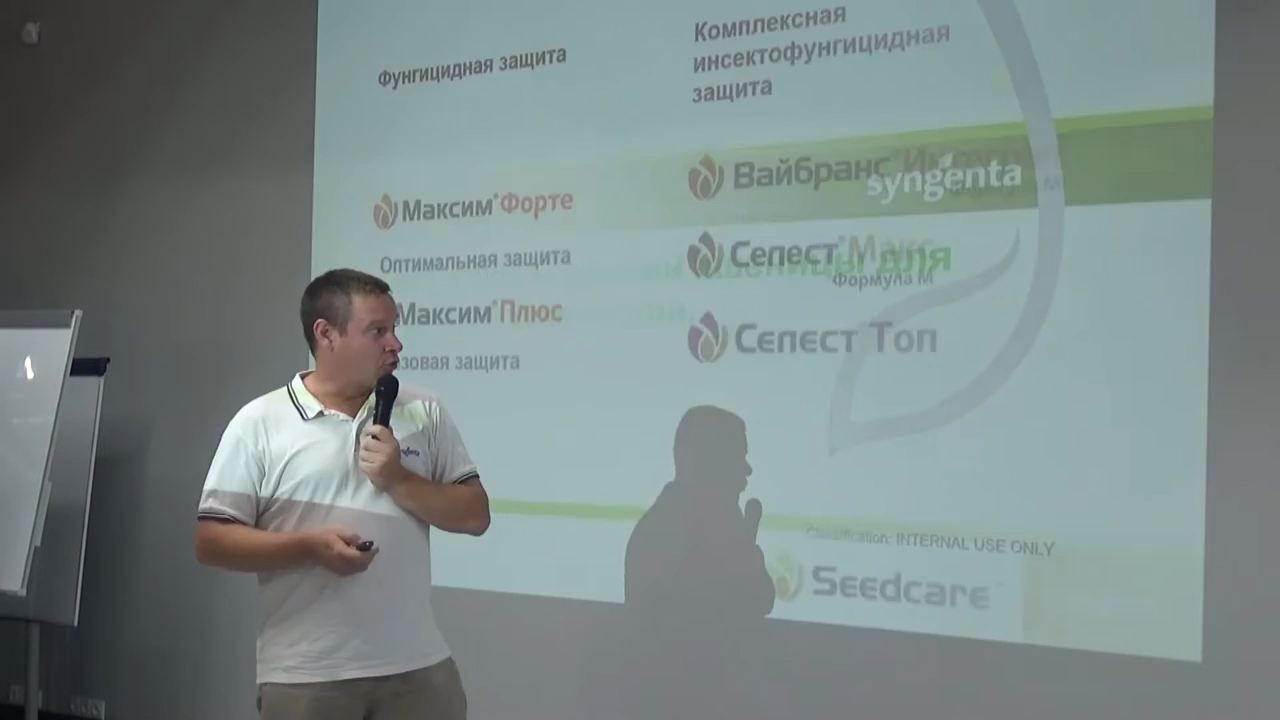 Фунгицидная защита
Комплексная
инсектофунгицидная
защита
Вайбранс
syngenta
Максим Форте
Оптимальная защита
Селест Макс
Формула М
для
Максим Плюс
зовая защита
Селест Топ
Classification: INTERNAL USE ONLY
Seedcare